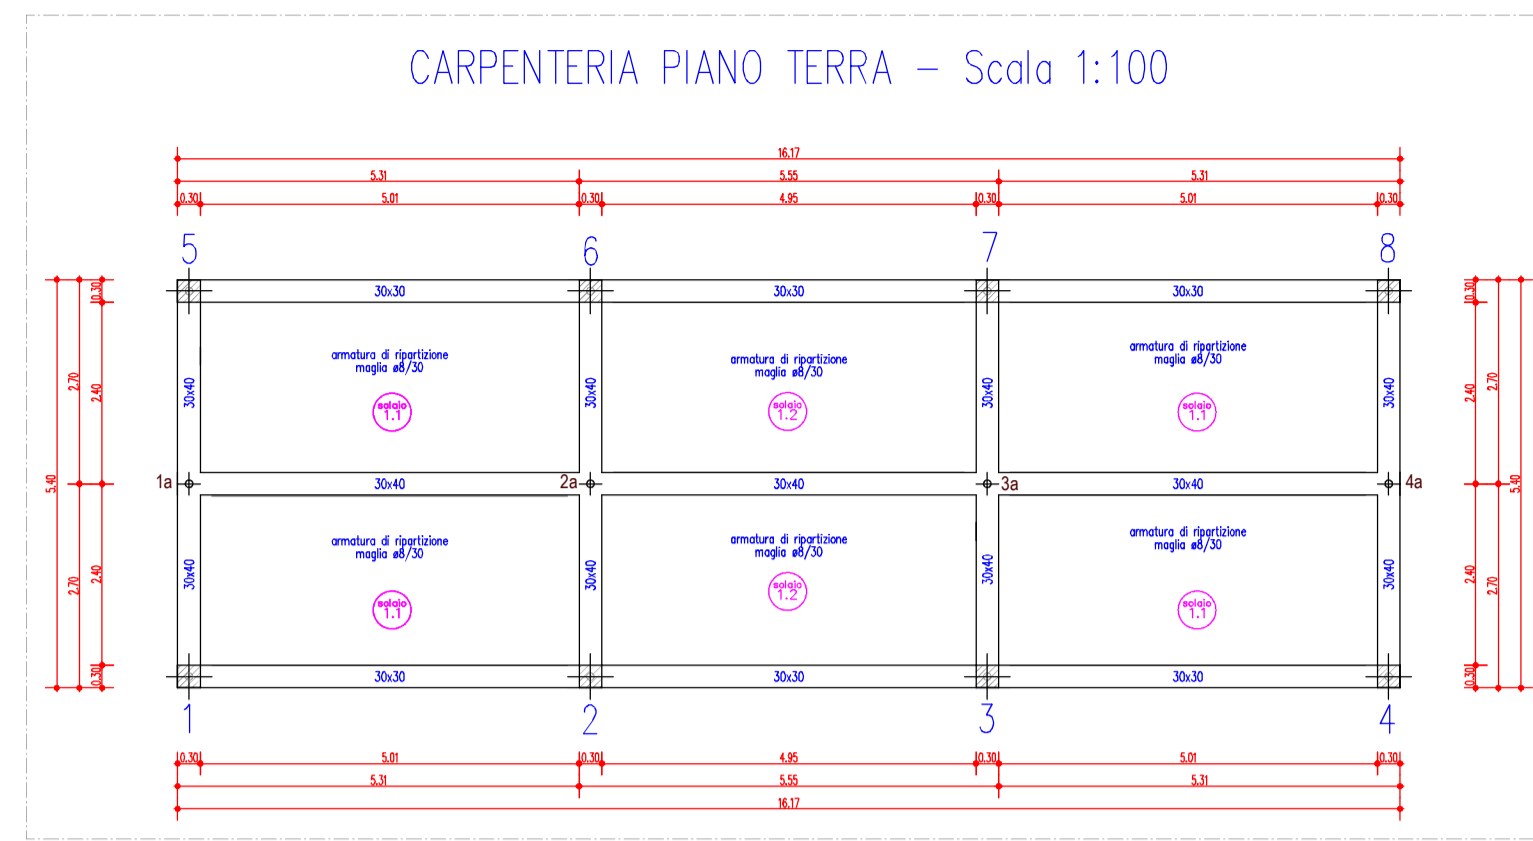 CARPENTERIA PIANO TERRA - Scala 1:100
16.17
5.31 5.55 5.31
0.30 5.01 0.30 4.95 0.30 5.01 0.30
5 6 7 8
30x30 30x30 30x30
0.30 0.30
armatura di ripartizione
maglia ø8/30
armatura di ripartizione
maglia ø8/30
armatura di ripartizione
maglia ø8/30
2.70 2.40 30x40 30x40 30x40 30x40 2.40 2.70
solaio
1.1
solaio
1.2
solaio
1.1
5.40 1a 30x40 2a 30x40 3a 30x40 4a 5.40
armatura di ripartizione
maglia ø8/30
armatura di ripartizione
maglia ø8/30
armatura di ripartizione
maglia ø8/30
2.70 2.40 30x40 30x40 30x40 30x40 2.40 2.70
solaio
1.1
solaio
1.2
solaio
1.1
0.30 30x30 30x30 30x30 0.30
1 2 3 4
0.30 5.01 0.30 4.95 0.30 5.01 0.30
5.31 5.55 5.31
16.17